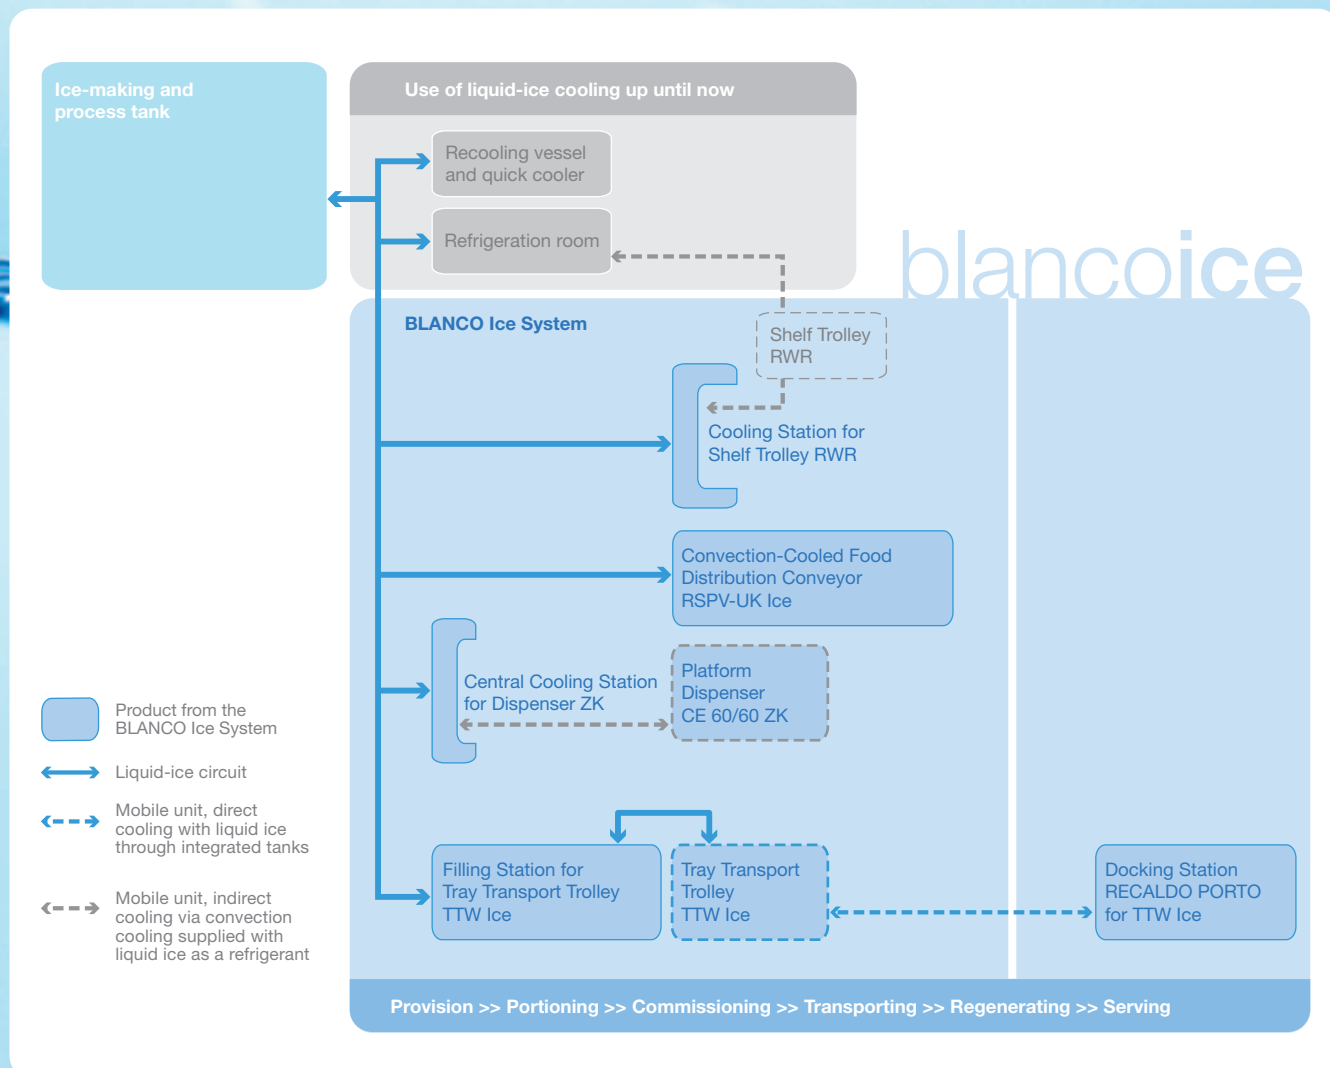 Ice-making and
process tank
Use of liquid-ice cooling up until now
Recooling vessel
and quick cooler
Refrigeration room
blancoice
BLANCO Ice System
Shelf Trolley
RWR
Cooling Station for
Shelf Trolley RWR
Convection-Cooled Food
Distribution Conveyor
RSPV-UK Ice
Central Cooling Station
for Dispenser ZK
Platform
Dispenser
CE 60/60 ZK
Filling Station for
Tray Transport Trolley
TTW Ice
Tray Transport
Trolley
TTW Ice
Docking Station
RECALDO PORTO
for TTW Ice
Product from the
BLANCO Ice System
Liquid-ice circuit
Mobile unit, direct
cooling with liquid ice
through integrated tanks
Mobile unit, indirect
cooling via convection
cooling supplied with
liquid ice as a refrigerant
Provision >> Portioning >> Commissioning >> Transporting >> Regenerating >> Serving